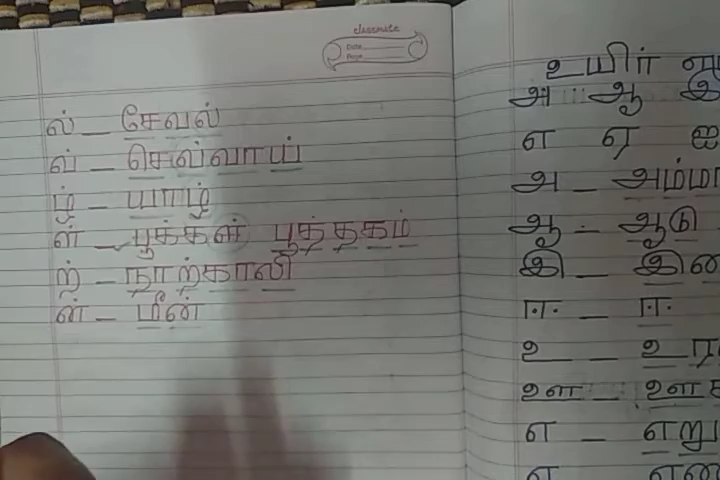 classmate
Date
Page
ல் - சேவல்
வ் - செவ்வாய்
ழ் - யாழ்
ள் - பூக்கள் புத்தகம்
ற் - நாற்காலி
ன் - மீன்
உயிர்
அ ஆ இ
எ ஏ ஐ
அ - அம்மா
ஆ - ஆடு
இ -
ஈ - ஈ
உ -
ஊ -
எ -